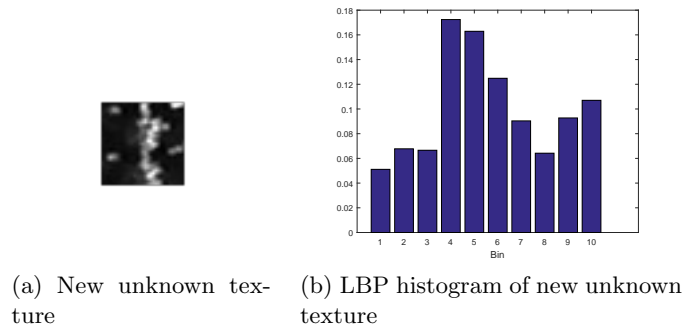 0.18
0.16
0.14
0.12
0.1
0.08
0.06
0.04
0.02
0
1 2 3 4 5 6 7 8 9 10
Bin
(a) New unknown tex-
ture
(b) LBP histogram of new unknown
texture